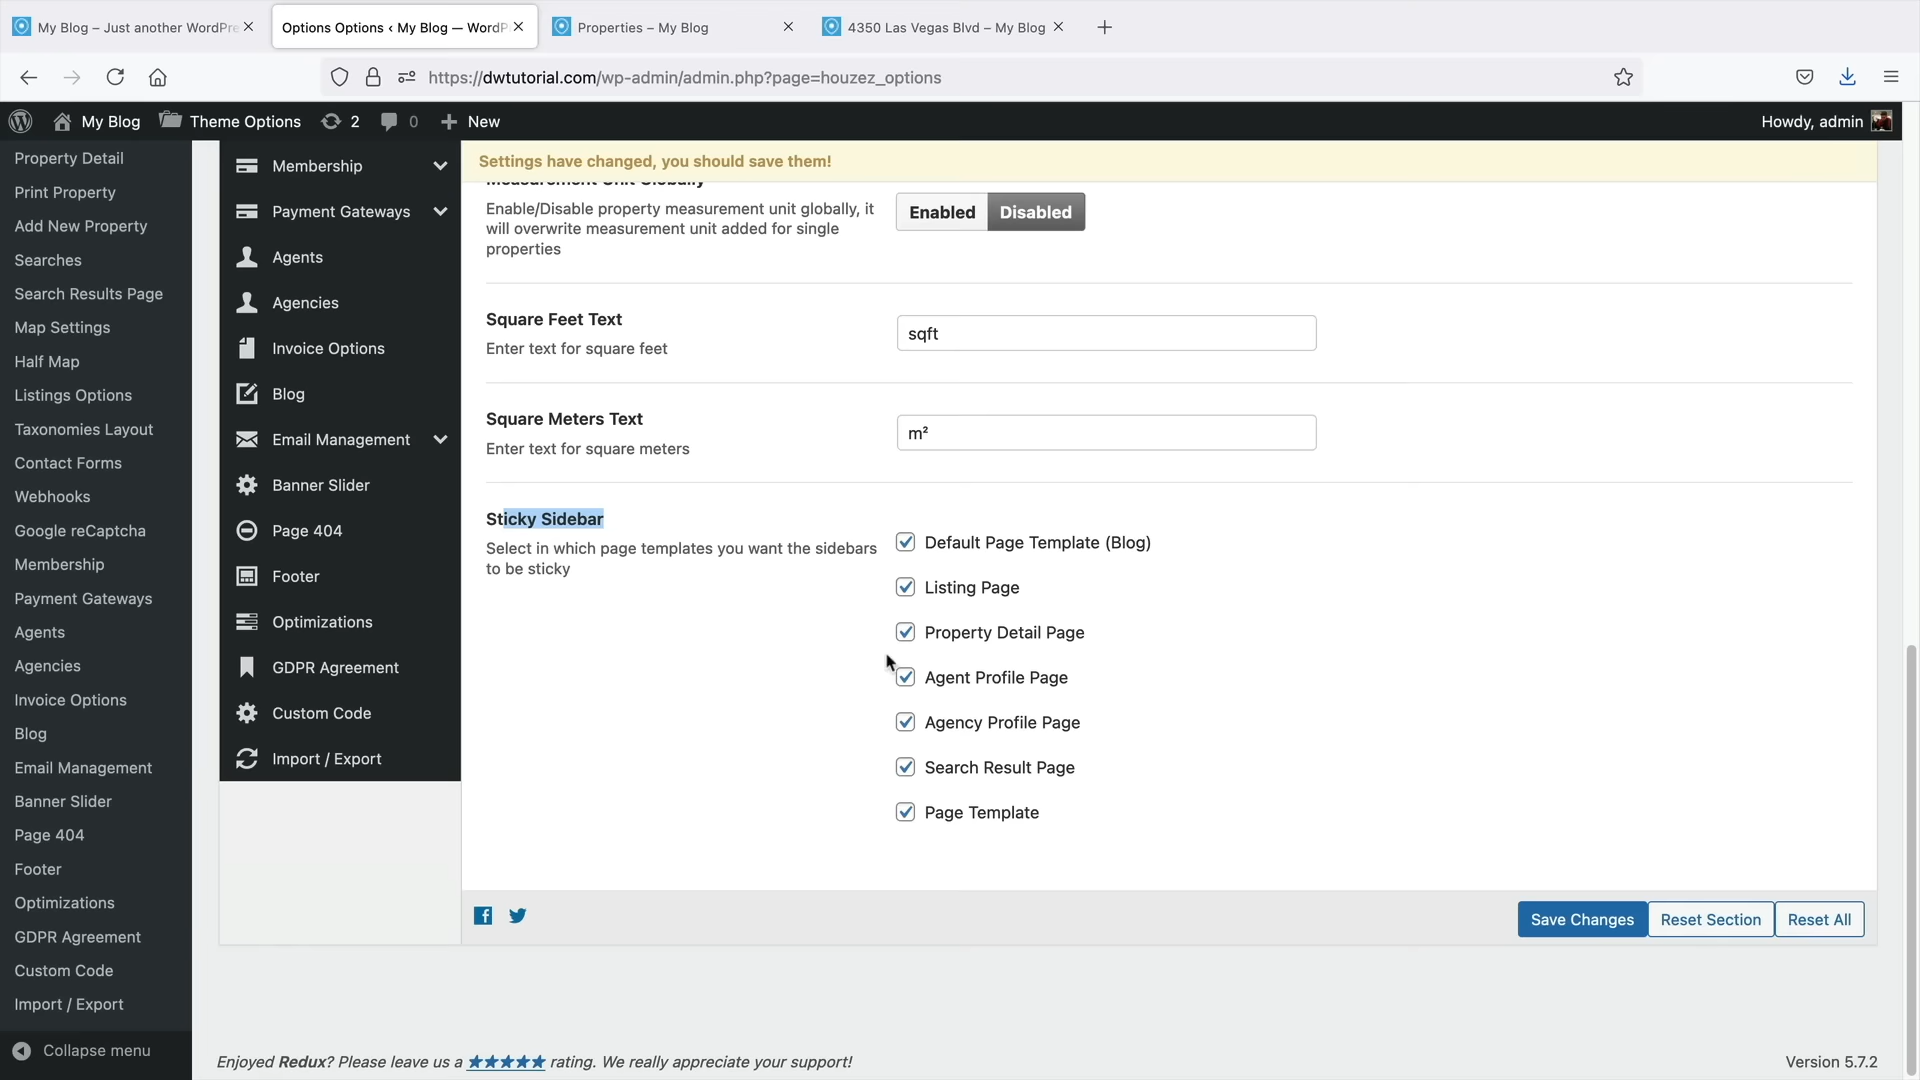 My Blog – Just another WordPre
Options Options ‹ My Blog — WordP
Properties – My Blog
4350 Las Vegas Blvd – My Blog
https://dwtutorial.com/wp-admin/admin.php?page=houzez_options
My Blog
Theme Options
2
0
New
Howdy, admin
Property Detail
Print Property
Add New Property
Searches
Search Results Page
Map Settings
Half Map
Listings Options
Taxonomies Layout
Contact Forms
Webhooks
Google reCaptcha
Membership
Payment Gateways
Agents
Agencies
Invoice Options
Blog
Email Management
Banner Slider
Page 404
Footer
Optimizations
GDPR Agreement
Custom Code
Import / Export
Collapse menu
Membership
Payment Gateways
Agents
Agencies
Invoice Options
Blog
Email Management
Banner Slider
Page 404
Footer
Optimizations
GDPR Agreement
Custom Code
Import / Export
Settings have changed, you should save them!
Measurement Unit Globally
Enable/Disable property measurement unit globally, it
will overwrite measurement unit added for single
properties
Enabled
Disabled
Square Feet Text
Enter text for square feet
sqft
Square Meters Text
Enter text for square meters
m²
Sticky Sidebar
Select in which page templates you want the sidebars
to be sticky
Default Page Template (Blog)
Listing Page
Property Detail Page
Agent Profile Page
Agency Profile Page
Search Result Page
Page Template
Save Changes
Reset Section
Reset All
Enjoyed Redux? Please leave us a ★★★★★ rating. We really appreciate your support!
Version 5.7.2